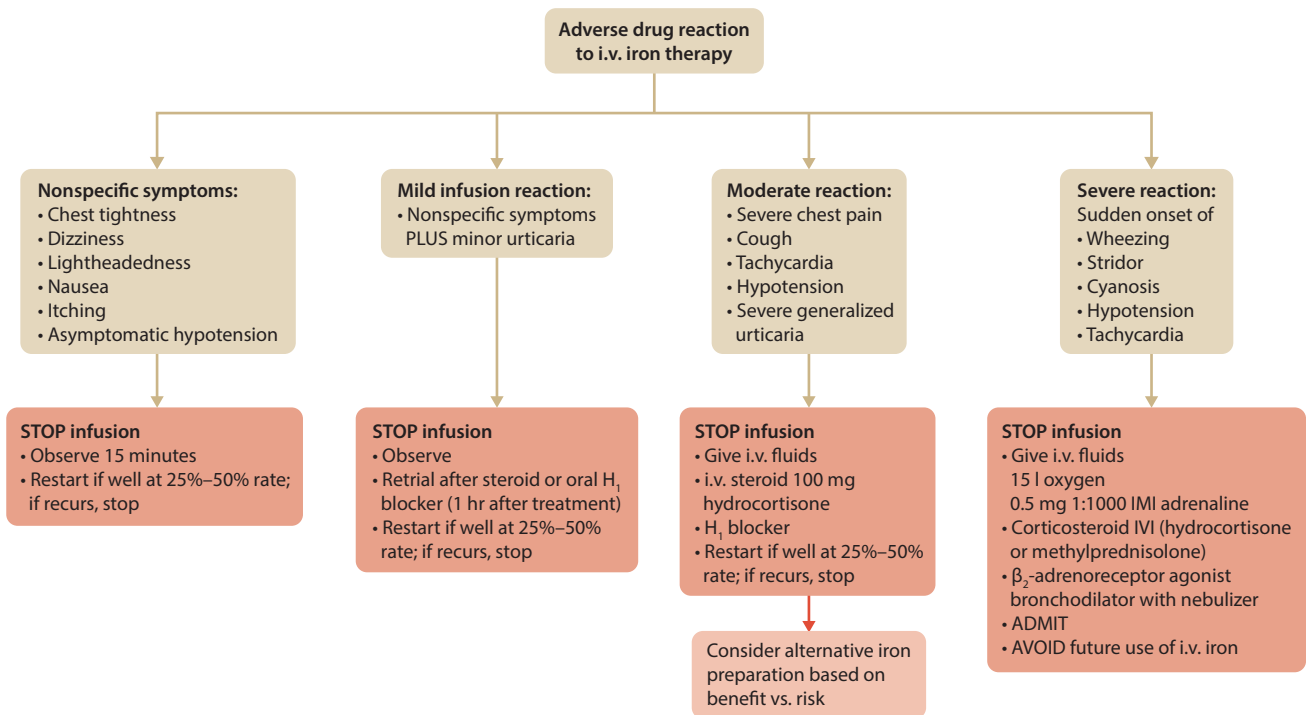 Adverse drug reaction
to i.v. iron therapy
Nonspecific symptoms:
• Chest tightness
• Dizziness
• Lightheadedness
• Nausea
• Itching
• Asymptomatic hypotension
STOP infusion
• Observe 15 minutes
• Restart if well at 25%–50% rate;
if recurs, stop
Mild infusion reaction:
• Nonspecific symptoms
PLUS minor urticaria
STOP infusion
• Observe
• Retrial after steroid or oral H₁
blocker (1 hr after treatment)
• Restart if well at 25%–50%
rate; if recurs, stop
Moderate reaction:
• Severe chest pain
• Cough
• Tachycardia
• Hypotension
• Severe generalized
urticaria
STOP infusion
• Give i.v. fluids
• i.v. steroid 100 mg
hydrocortisone
• H₁ blocker
• Restart if well at 25%–50%
rate; if recurs, stop
Consider alternative iron
preparation based on
benefit vs. risk
Severe reaction:
Sudden onset of
• Wheezing
• Stridor
• Cyanosis
• Hypotension
• Tachycardia
STOP infusion
• Give i.v. fluids
15 l oxygen
0.5 mg 1:1000 IMI adrenaline
• Corticosteroid IVI (hydrocortisone
or methylprednisolone)
• β₂-adrenoreceptor agonist
bronchodilator with nebulizer
• ADMIT
• AVOID future use of i.v. iron